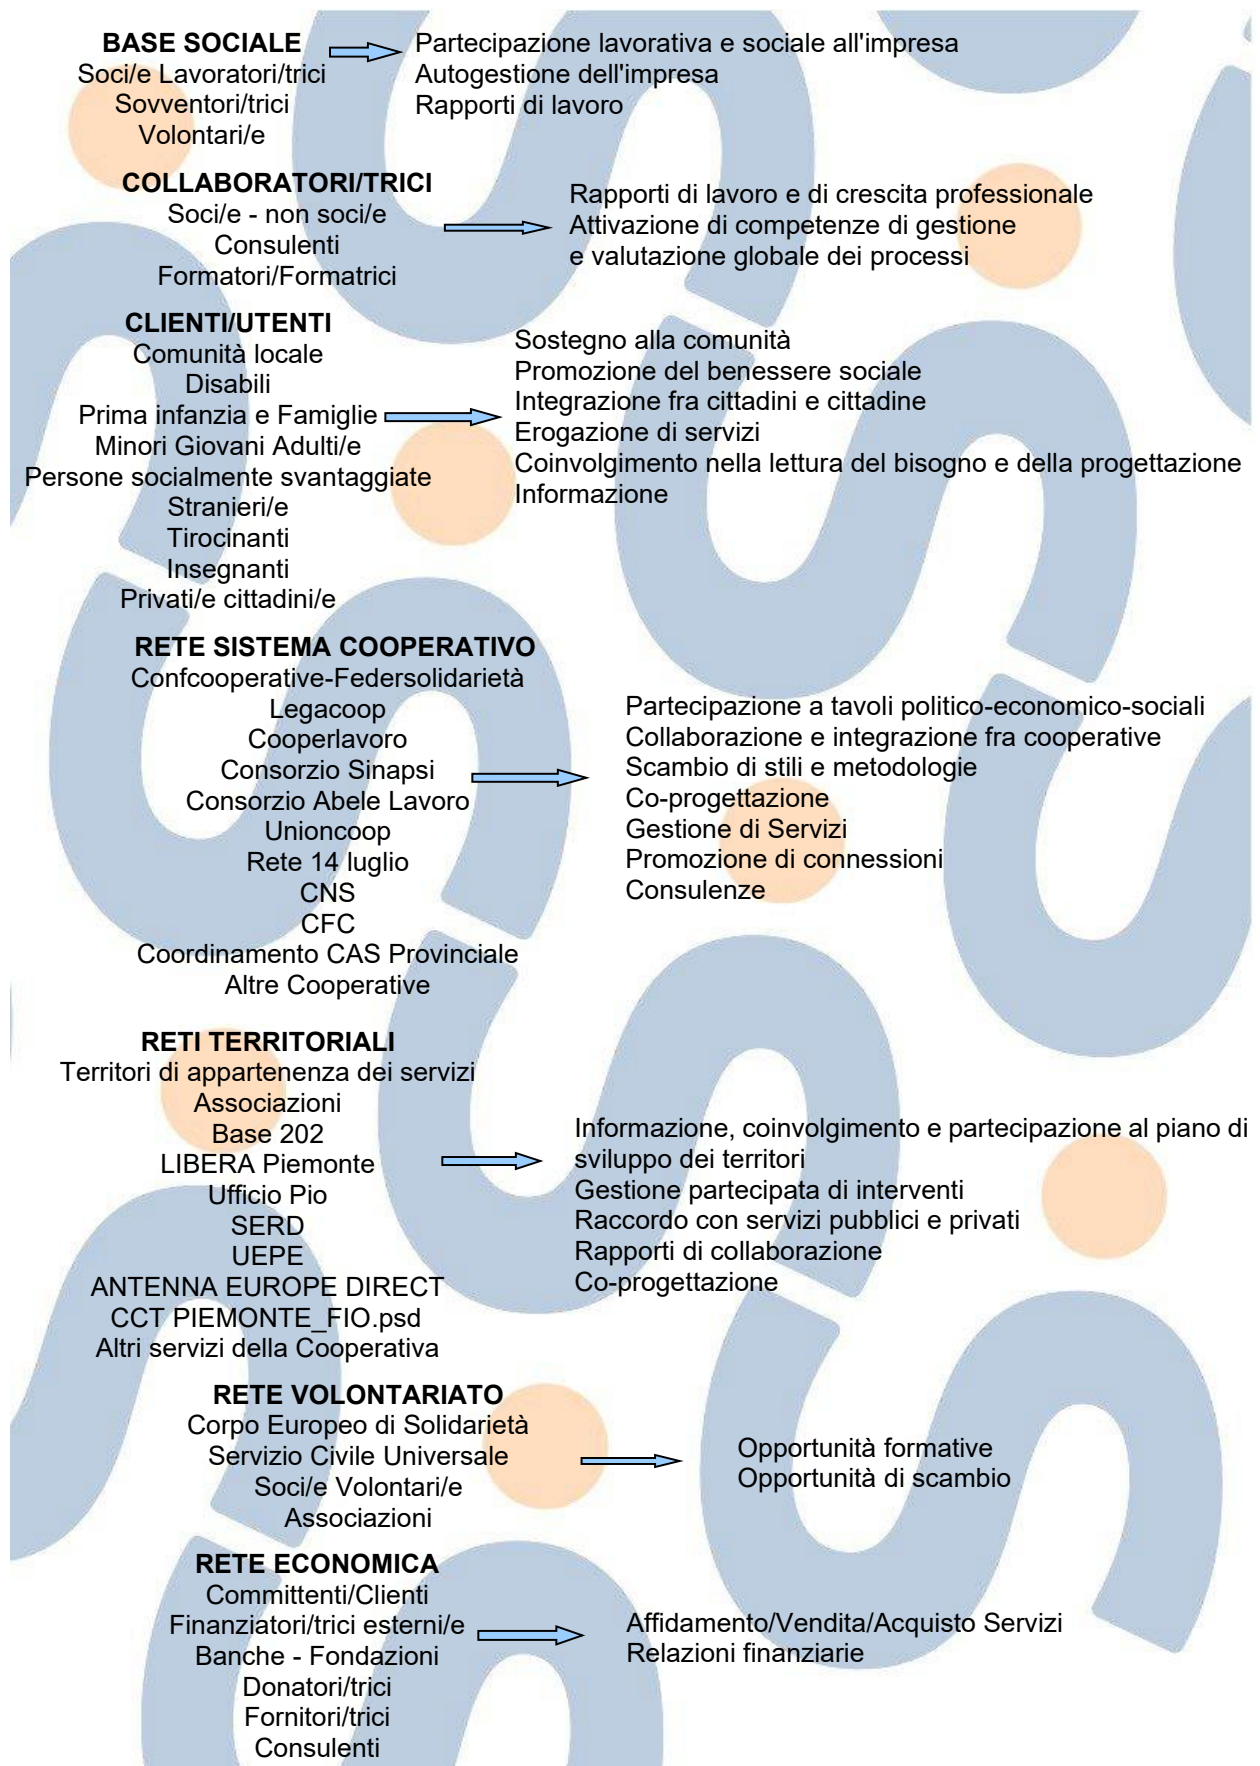 BASE SOCIALE
Soci/e Lavoratori/trici
Sovventori/trici
Volontari/e
Partecipazione lavorativa e sociale all'impresa
Autogestione dell'impresa
Rapporti di lavoro
COLLABORATORI/TRICI
Soci/e - non soci/e
Consulenti
Formatori/Formatrici
Rapporti di lavoro e di crescita professionale
Attivazione di competenze di gestione
e valutazione globale dei processi
CLIENTI/UTENTI
Comunità locale
Disabili
Prima infanzia e Famiglie
Minori Giovani Adulti/e
Persone socialmente svantaggiate
Stranieri/e
Tirocinanti
Insegnanti
Privati/e cittadini/e
Sostegno alla comunità
Promozione del benessere sociale
Integrazione fra cittadini e cittadine
Erogazione di servizi
Coinvolgimento nella lettura del bisogno e della progettazione
Informazione
RETE SISTEMA COOPERATIVO
Confcooperative-Federsolidarietà
Legacoop
Cooperlavoro
Consorzio Sinapsi
Consorzio Abele Lavoro
Unioncoop
Rete 14 luglio
CNS
CFC
Coordinamento CAS Provinciale
Altre Cooperative
Partecipazione a tavoli politico-economico-sociali
Collaborazione e integrazione fra cooperative
Scambio di stili e metodologie
Co-progettazione
Gestione di Servizi
Promozione di connessioni
Consulenze
RETI TERRITORIALI
Territori di appartenenza dei servizi
Associazioni
Base 202
LIBERA Piemonte
Ufficio Pio
SERD
UEPE
ANTENNA EUROPE DIRECT
CCT PIEMONTE_FIO.psd
Altri servizi della Cooperativa
Informazione, coinvolgimento e partecipazione al piano di
sviluppo dei territori
Gestione partecipata di interventi
Raccordo con servizi pubblici e privati
Rapporti di collaborazione
Co-progettazione
RETE VOLONTARIATO
Corpo Europeo di Solidarietà
Servizio Civile Universale
Soci/e Volontari/e
Associazioni
Opportunità formative
Opportunità di scambio
RETE ECONOMICA
Committenti/Clienti
Finanziatori/trici esterni/e
Banche - Fondazioni
Donatori/trici
Fornitori/trici
Consulenti
Affidamento/Vendita/Acquisto Servizi
Relazioni finanziarie